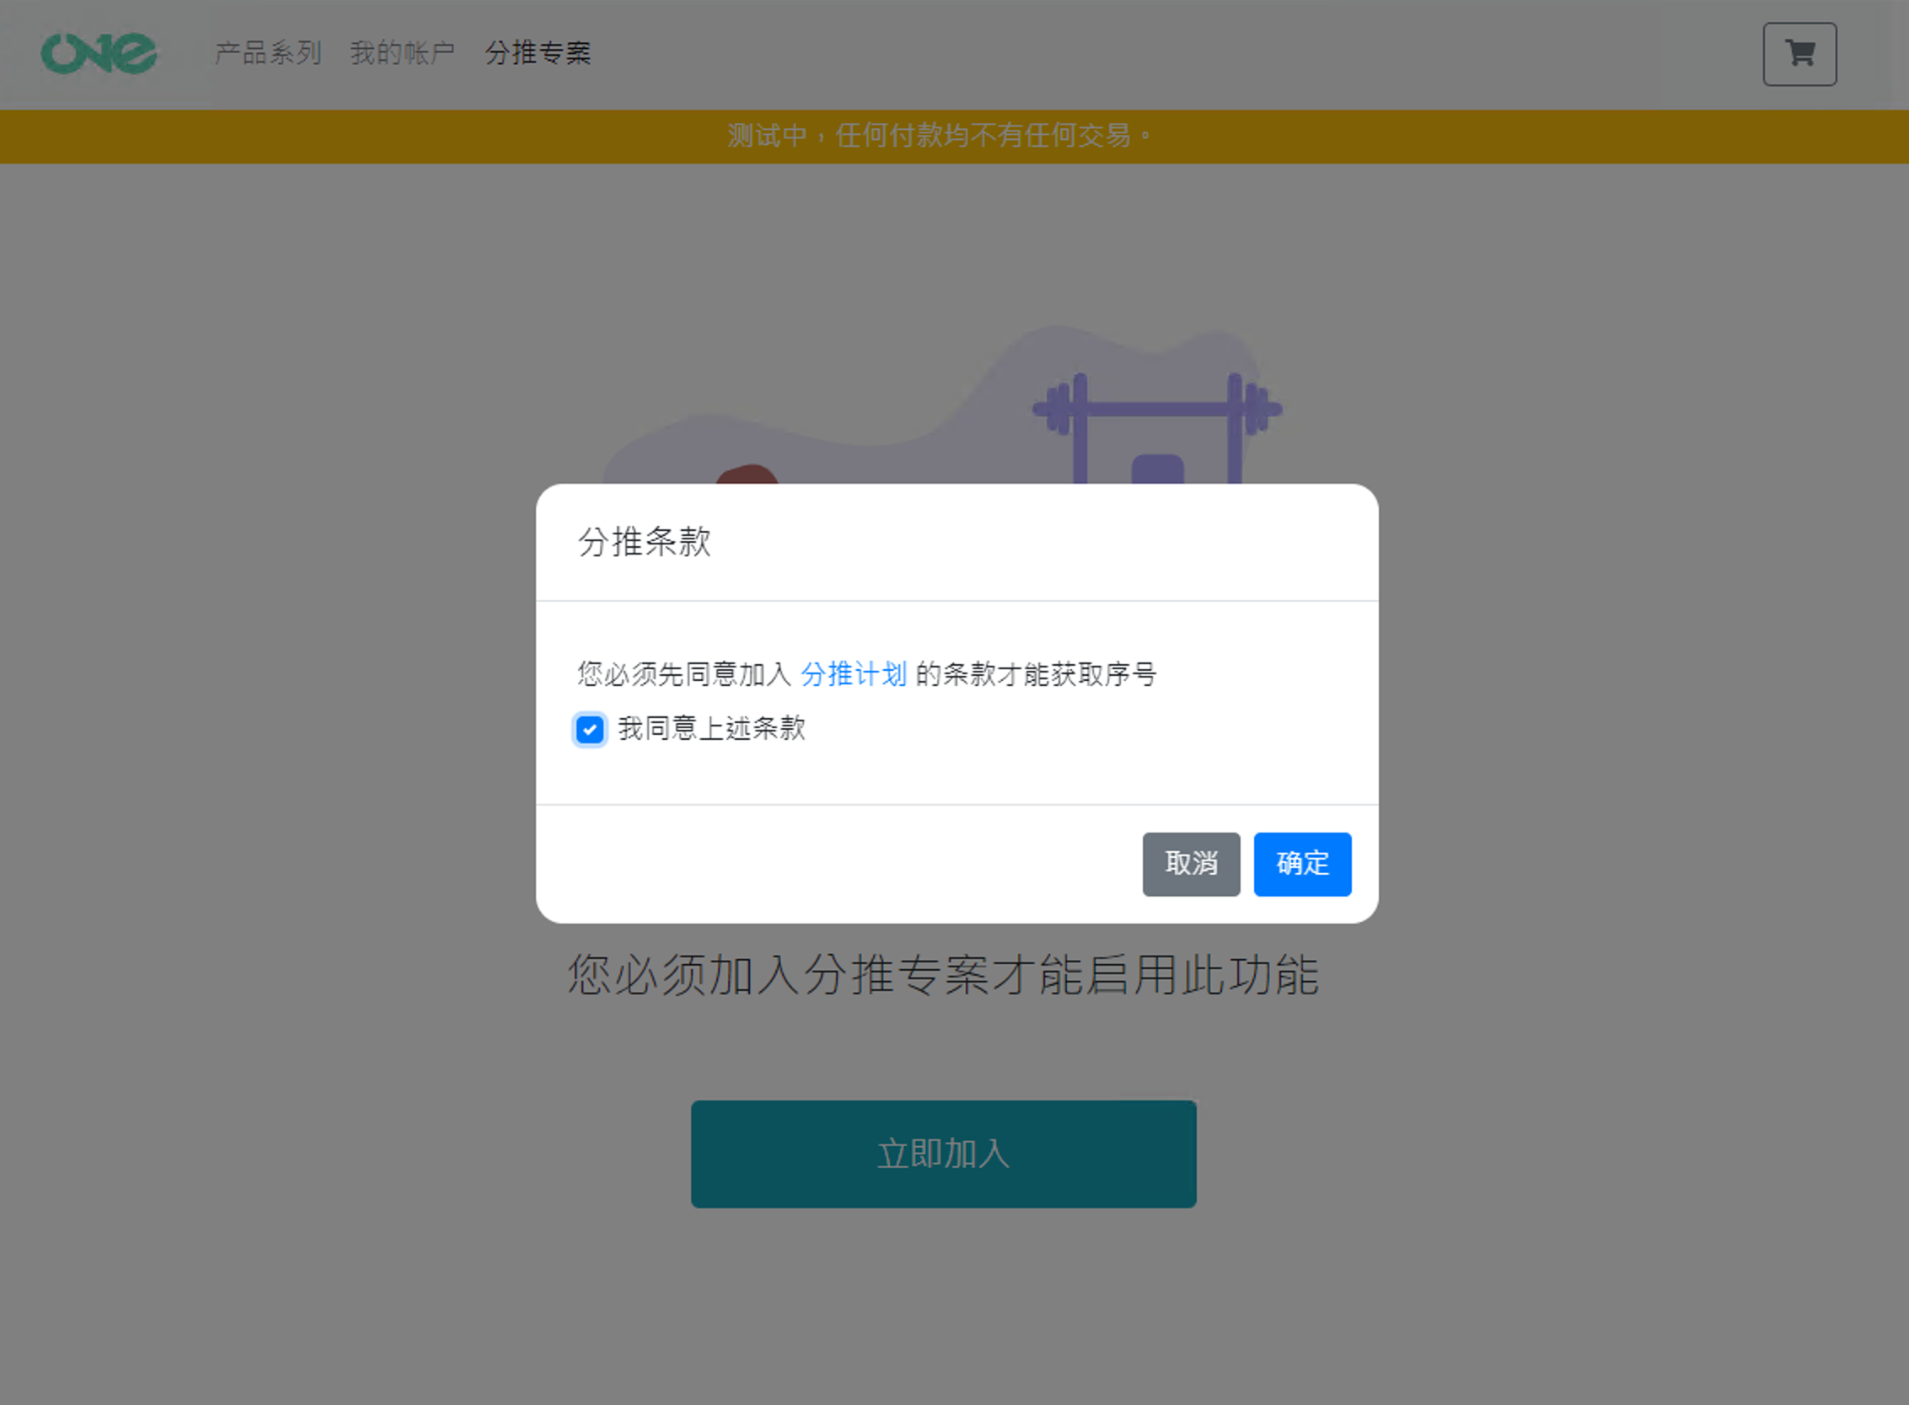 one
产品系列 我的帐户 分推专案
测试中，任何付款均不有任何交易。
分推条款
您必须先同意加入 分推计划 的条款才能获取序号
我同意上述条款
取消 确定
您必须加入分推专案才能启用此功能
立即加入